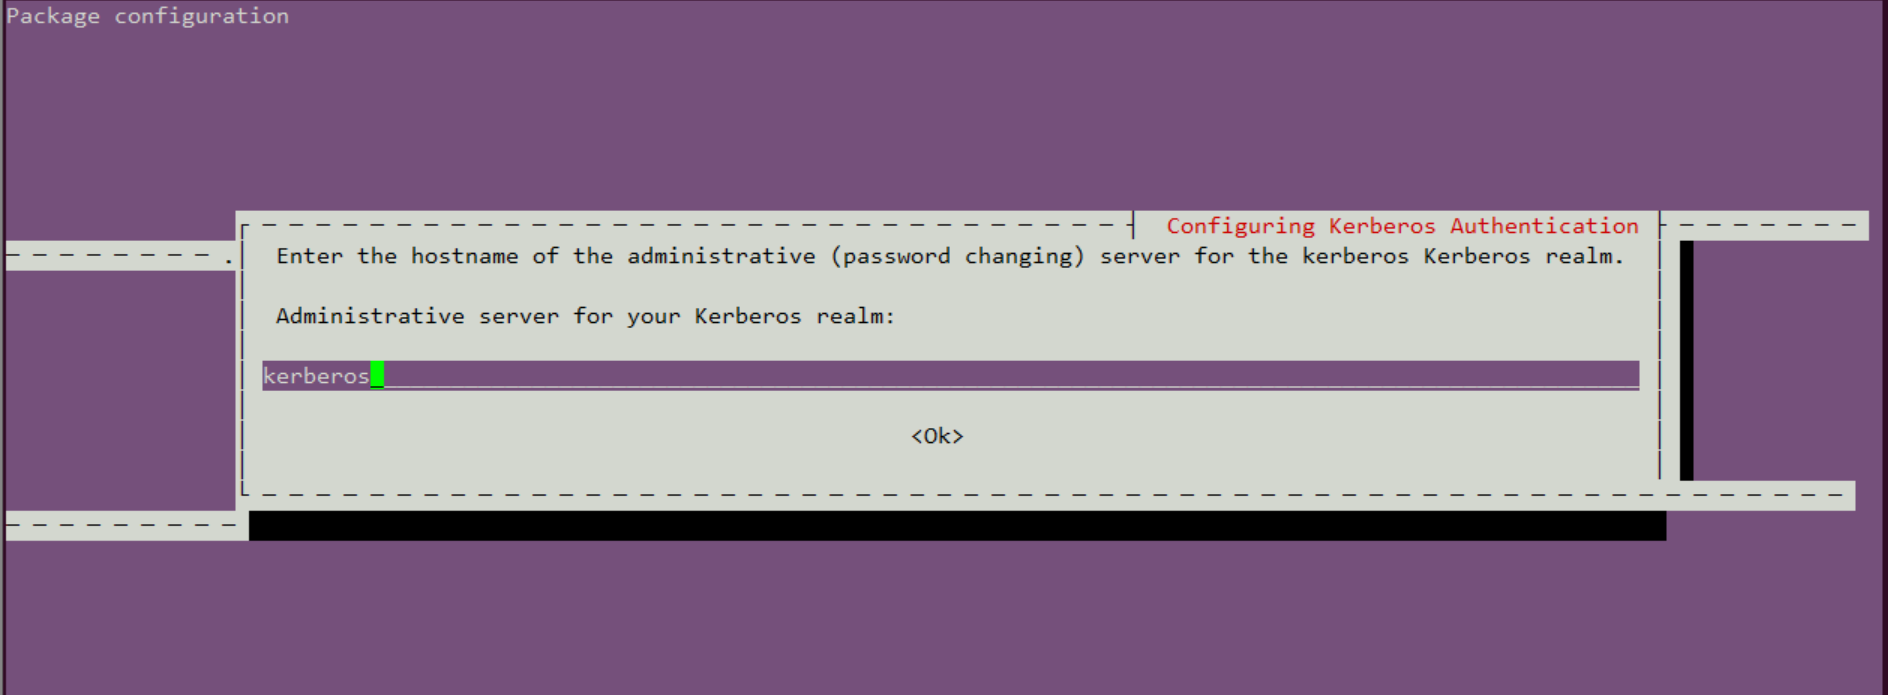 Package configuration
Configuring Kerberos Authentication
Enter the hostname of the administrative (password changing) server for the kerberos Kerberos realm.
Administrative server for your Kerberos realm:
kerberos
<Ok>